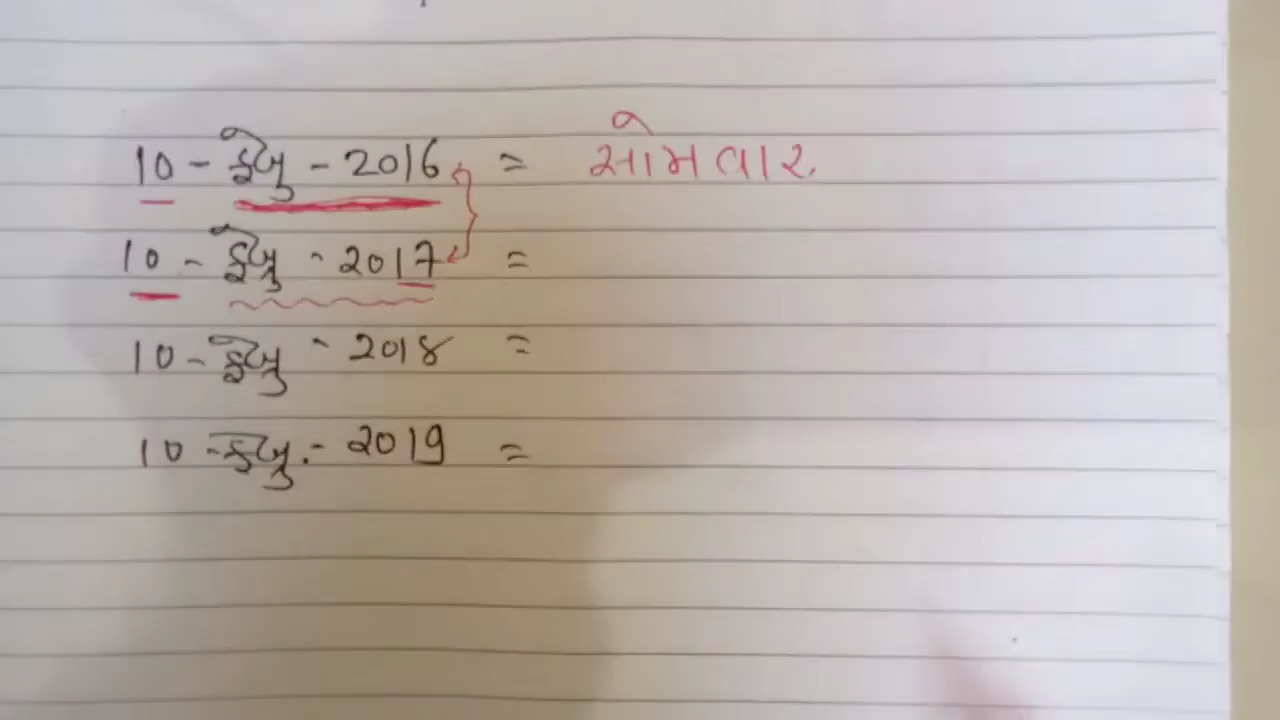 10 - ફેબ્રુ - 2016 = સોમવાર.
10 - ફેબ્રુ - 2017 =
10 - ફેબ્રુ - 2018 =
10 - ફેબ્રુ. - 2019 =